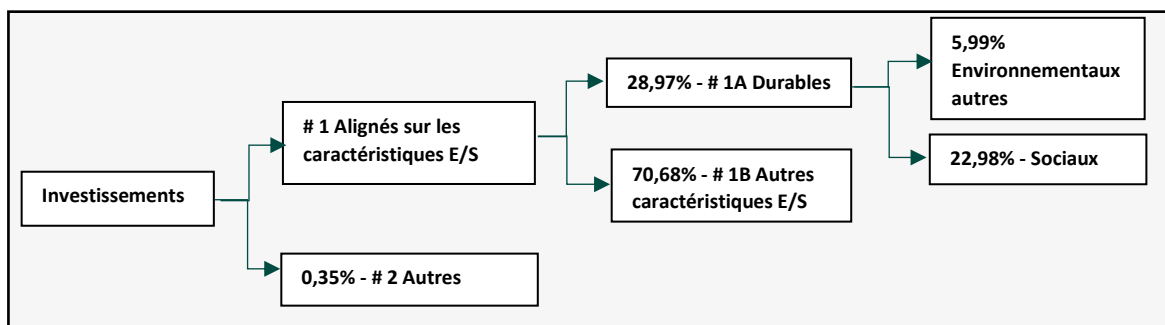 Investissements
# 1 Alignés sur les
caractéristiques E/S
0,35% - # 2 Autres
28,97% - # 1A Durables
70,68% - # 1B Autres
caractéristiques E/S
5,99%
Environnementaux
autres
22,98% - Sociaux